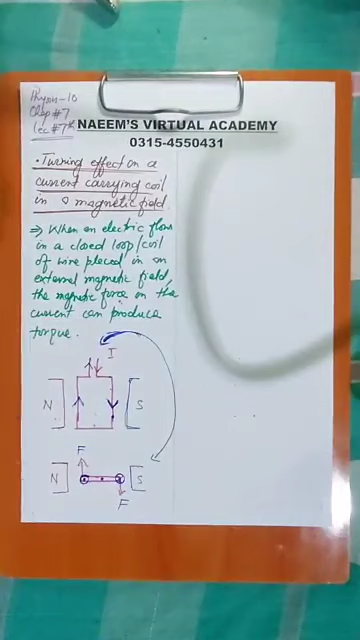 Phyan-10
Chap#7
Lec#7th
NAEEM'S VIRTUAL ACADEMY
0315-4550431
• Turning effect on a
current carrying coil
in a magnetic field
⇒ When an electric flow
in a closed loop/coil
of wire placed in an
external magnetic field,
the magnetic force on the
current can produce
torque.
I
N S
F
N S
F